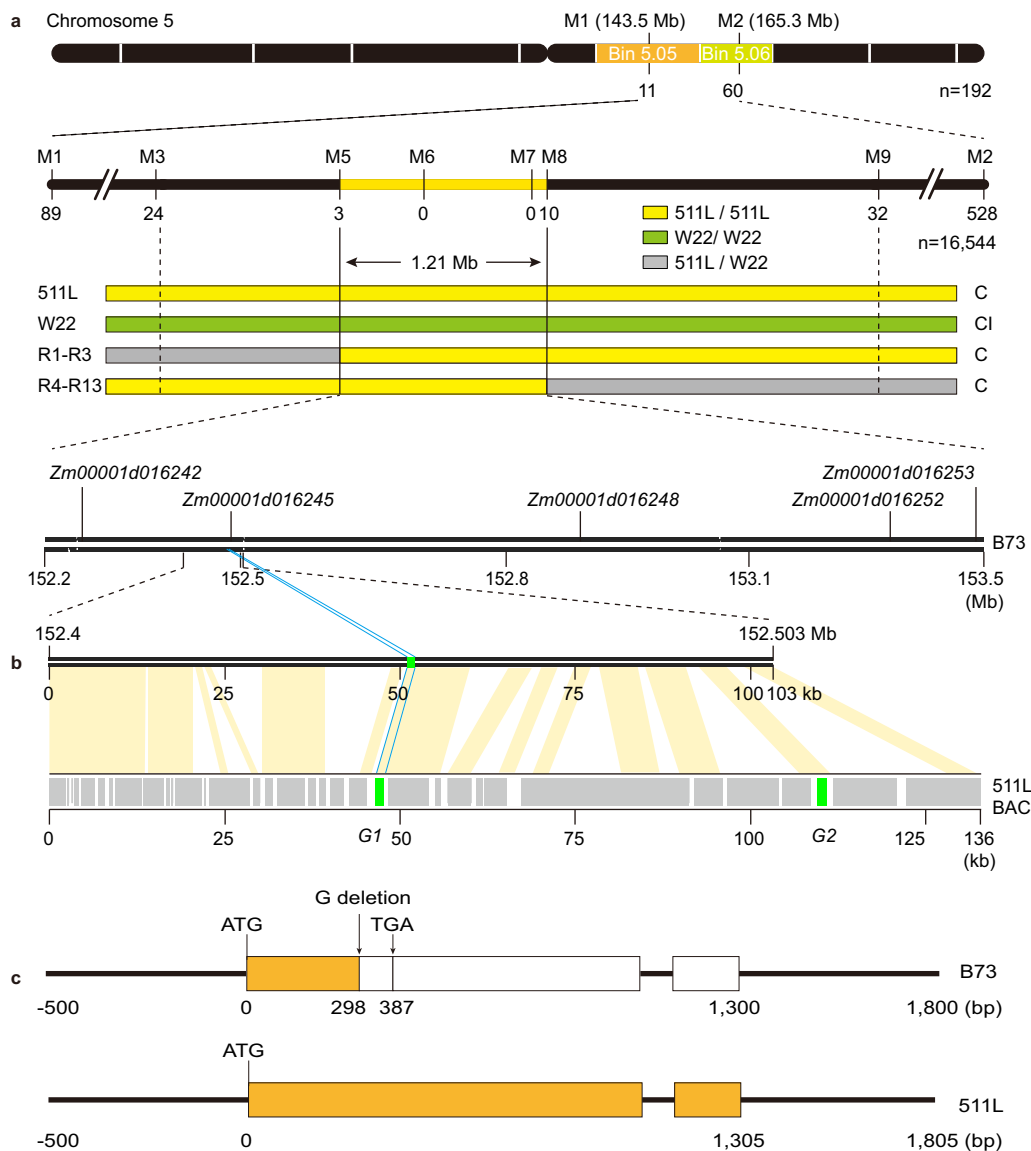 a Chromosome 5 M1 (143.5 Mb) M2 (165.3 Mb)
Bin 5.05 Bin 5.06
11 60 n=192
M1 M3 M5 M6 M7 M8 M9 M2
89 24 3 0 0 10 32 528
511L / 511L
W22/ W22
511L / W22
n=16,544
1.21 Mb
511L C
W22 CI
R1-R3 C
R4-R13 C
Zm00001d016242 Zm00001d016253
Zm00001d016245 Zm00001d016248 Zm00001d016252
B73
152.2 152.5 152.8 153.1 153.5
(Mb)
152.4 152.503 Mb
b
0 25 50 75 100 103 kb
511L
BAC
0 25 G1 50 75 100 G2 125 136
(kb)
G deletion
ATG TGA
c B73
-500 0 298 387 1,300 1,800 (bp)
ATG
511L
-500 0 1,305 1,805 (bp)